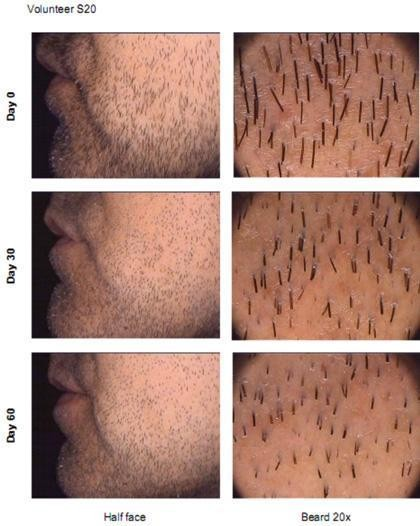 Volunteer S20
Day 0
Day 30
Day 60
Half face
Beard 20x